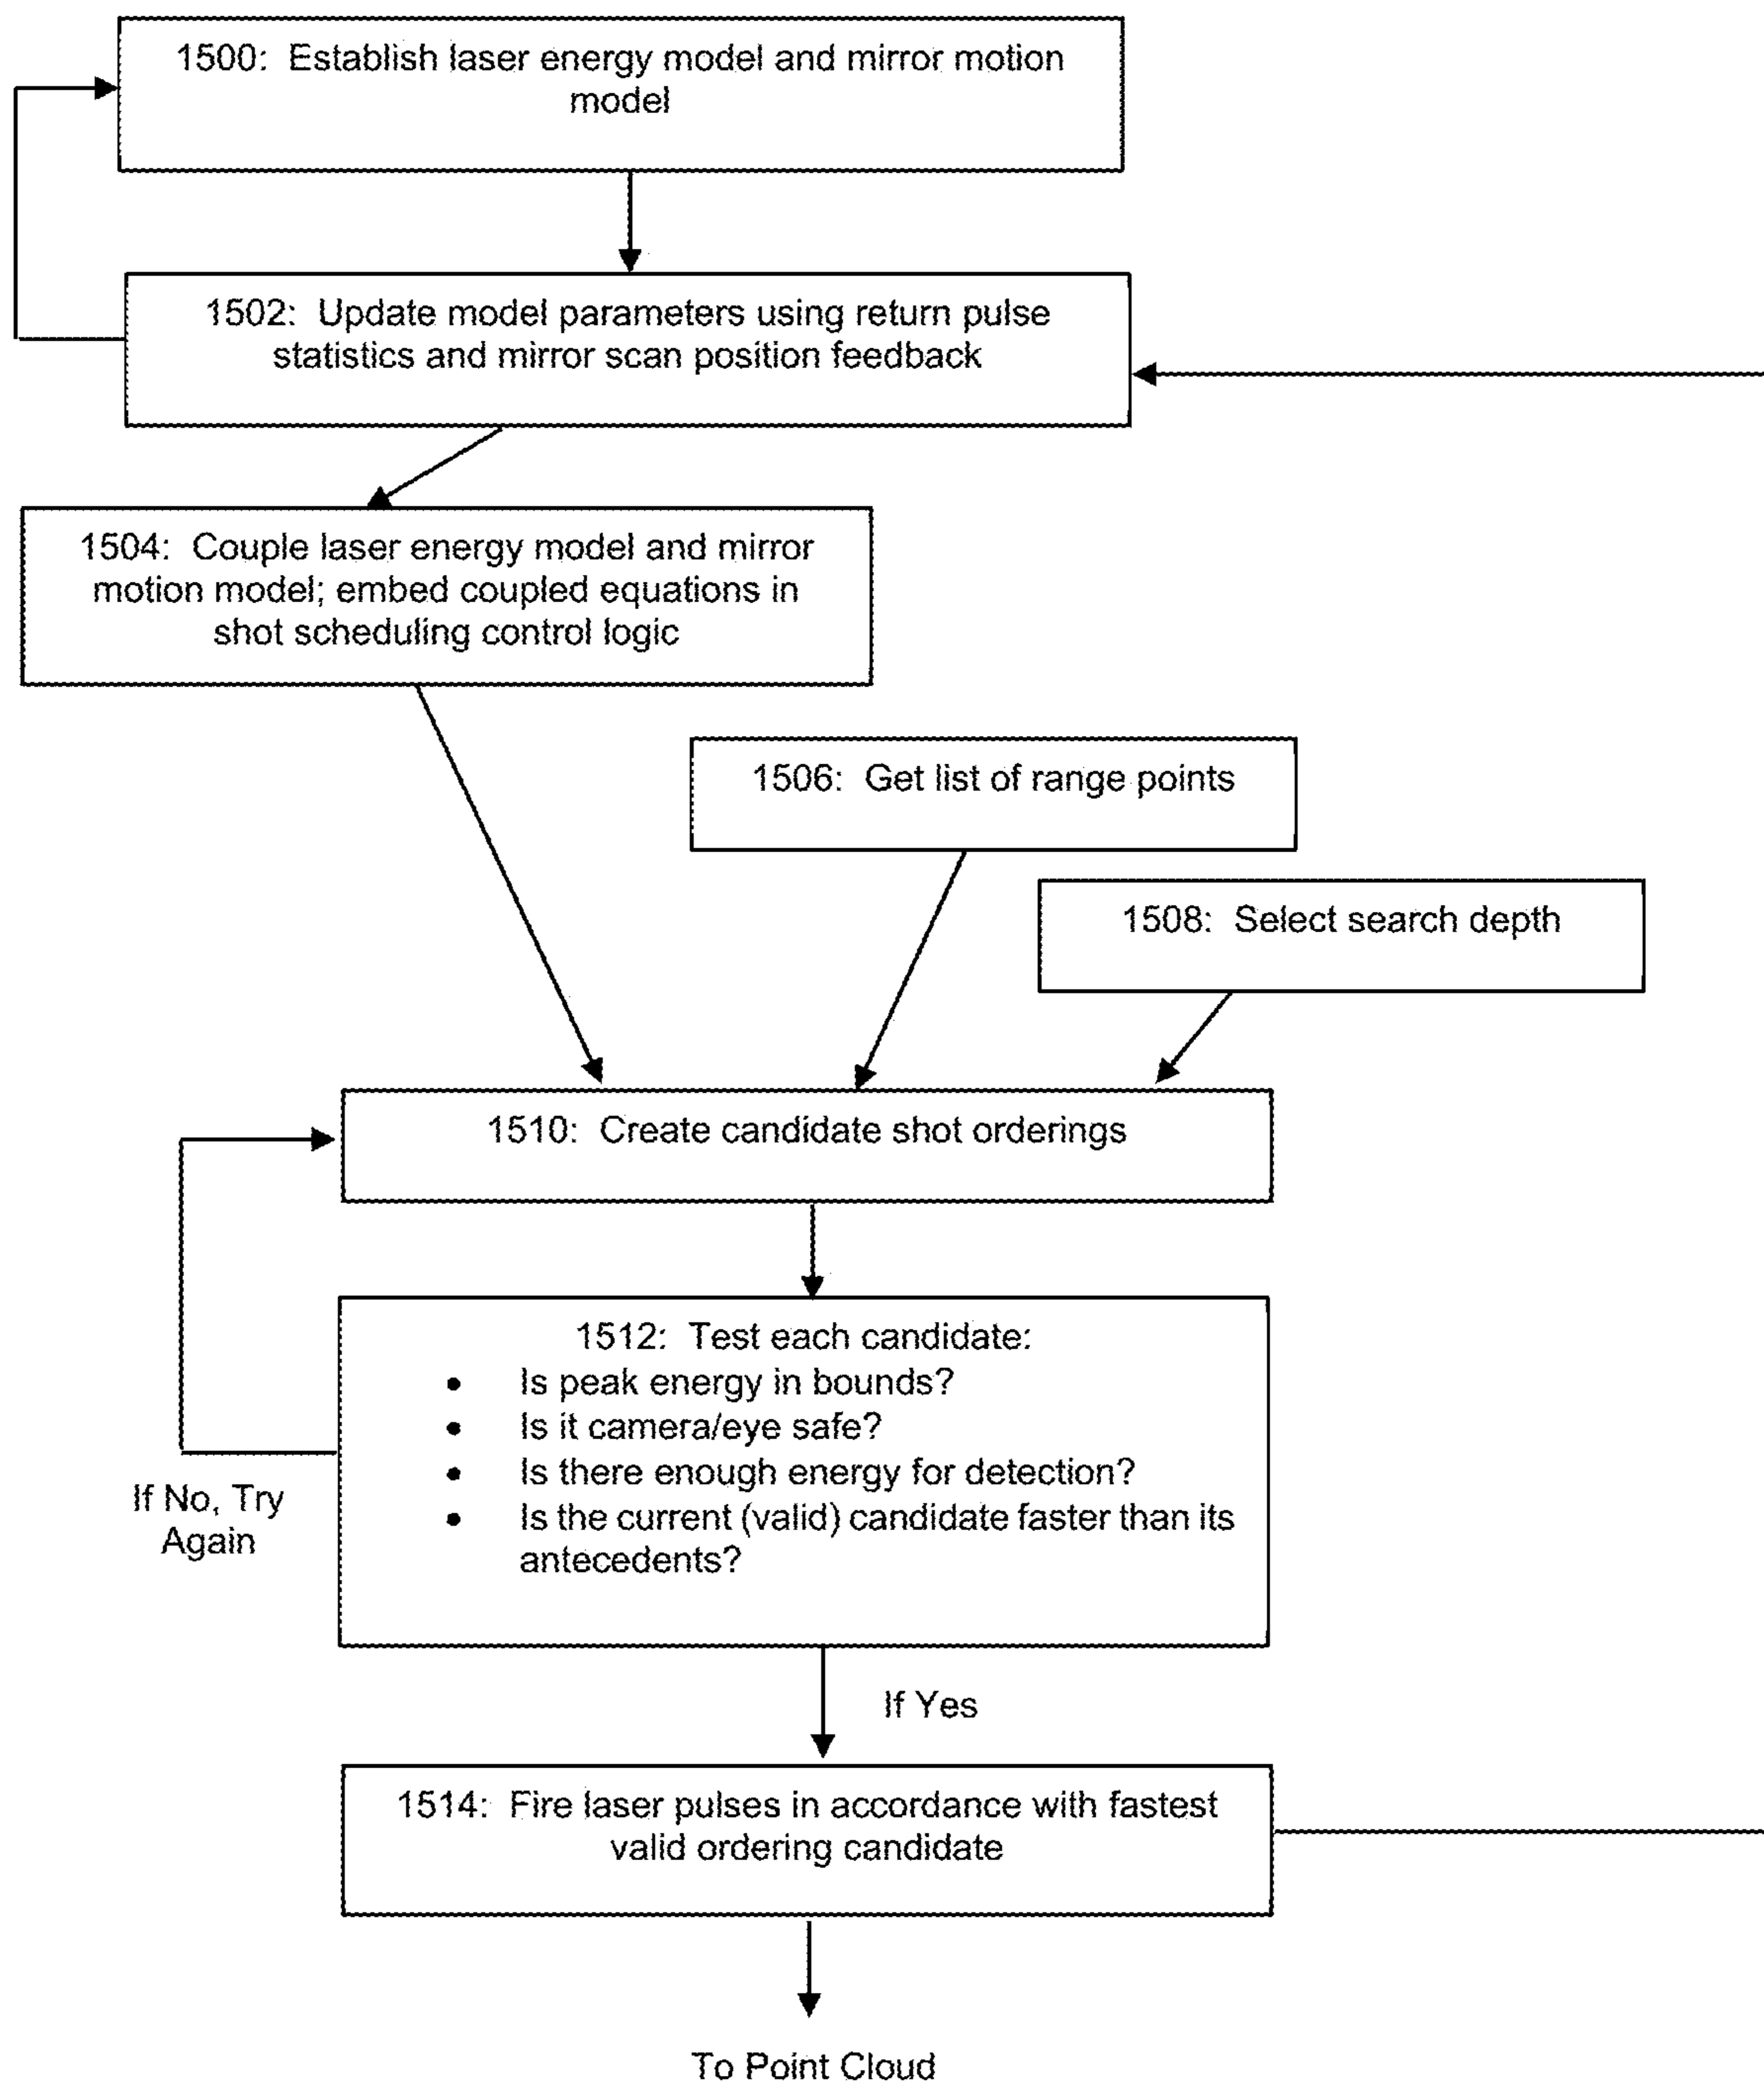 1500: Establish laser energy model and mirror motion
model
1502: Update model parameters using return pulse
statistics and mirror scan position feedback
1504: Couple laser energy model and mirror
motion model; embed coupled equations in
shot scheduling control logic
1506: Get list of range points
1508: Select search depth
1510: Create candidate shot orderings
1512: Test each candidate:
• Is peak energy in bounds?
• Is it camera/eye safe?
• Is there enough energy for detection?
• Is the current (valid) candidate faster than its
antecedents?
If No, Try
Again
If Yes
1514: Fire laser pulses in accordance with fastest
valid ordering candidate
To Point Cloud